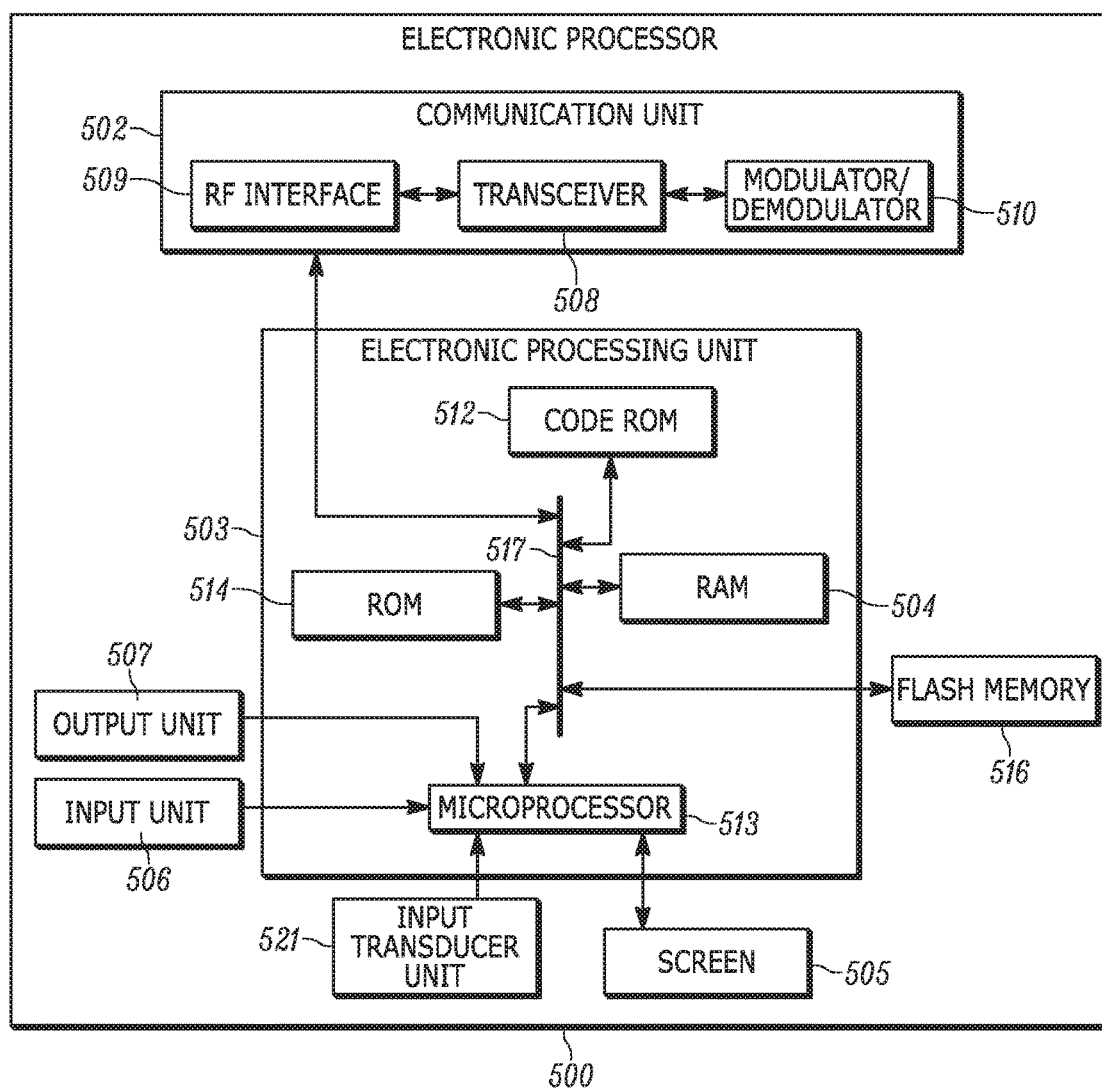 ELECTRONIC PROCESSOR
COMMUNICATION UNIT
502
509
RF INTERFACE
TRANSCEIVER
MODULATOR/
DEMODULATOR
510
508
ELECTRONIC PROCESSING UNIT
512
CODE ROM
503
517
514
ROM
RAM
504
507
OUTPUT UNIT
FLASH MEMORY
516
INPUT UNIT
506
MICROPROCESSOR
513
521
INPUT
TRANSDUCER
UNIT
SCREEN
505
500